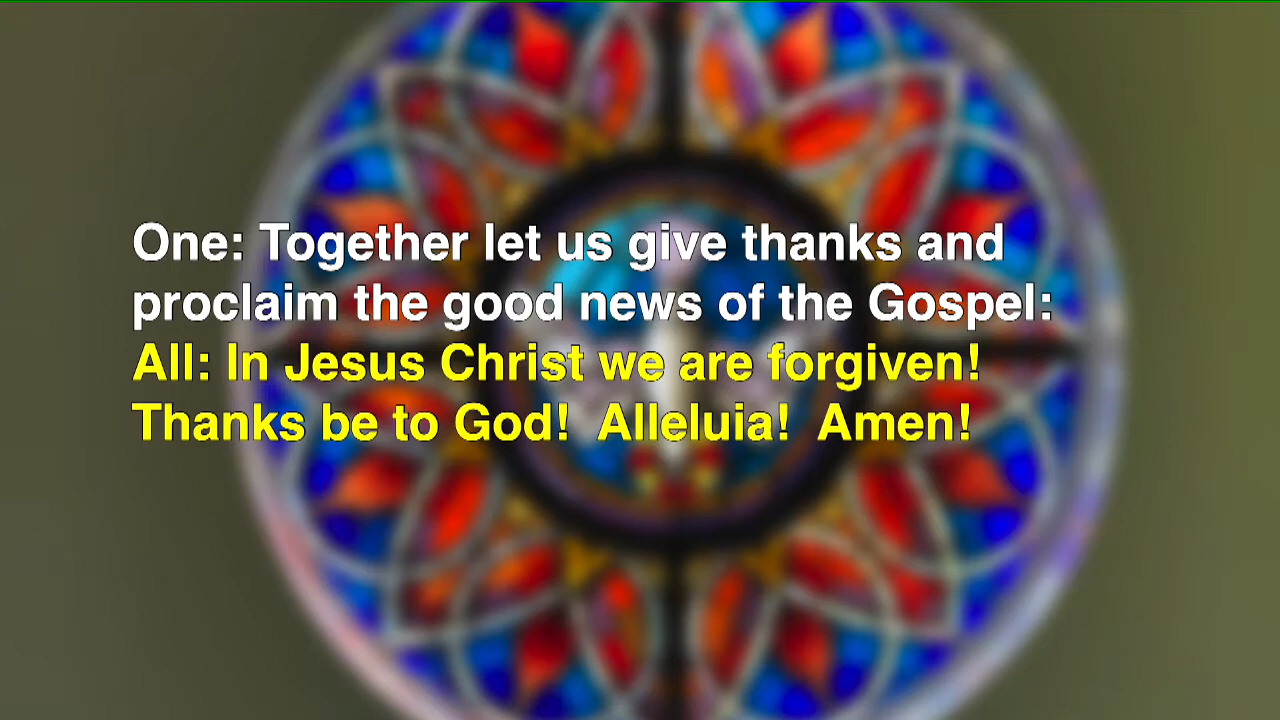 One: Together let us give thanks and
proclaim the good news of the Gospel:
All: In Jesus Christ we are forgiven!
Thanks be to God!  Alleluia!  Amen!